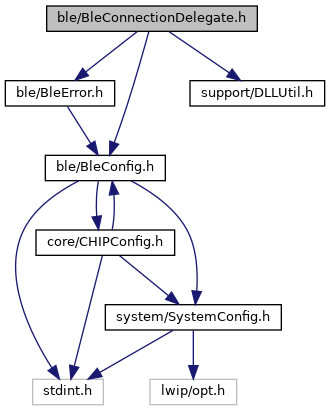 ble/BleConnectionDelegate.h
ble/BleError.h
support/DLLUtil.h
ble/BleConfig.h
core/CHIPConfig.h
system/SystemConfig.h
stdint.h
lwip/opt.h